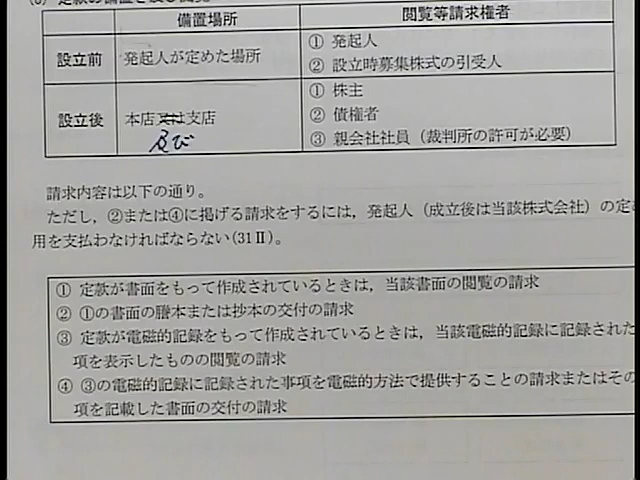 備置場所 閲覧等請求権者
設立前 発起人が定めた場所 ① 発起人
② 設立時募集株式の引受人
設立後 本店又は支店 ① 株主
及び ② 債権者
③ 親会社社員（裁判所の許可が必要）
請求内容は以下の通り。
ただし，②または④に掲げる請求をするには，発起人（成立後は当該株式会社）の定
用を支払わなければならない(31Ⅱ)。
① 定款が書面をもって作成されているときは，当該書面の閲覧の請求
② ①の書面の謄本または抄本の交付の請求
③ 定款が電磁的記録をもって作成されているときは，当該電磁的記録に記録された
項を表示したものの閲覧の請求
④ ③の電磁的記録に記録された事項を電磁的方法で提供することの請求またはその
項を記載した書面の交付の請求